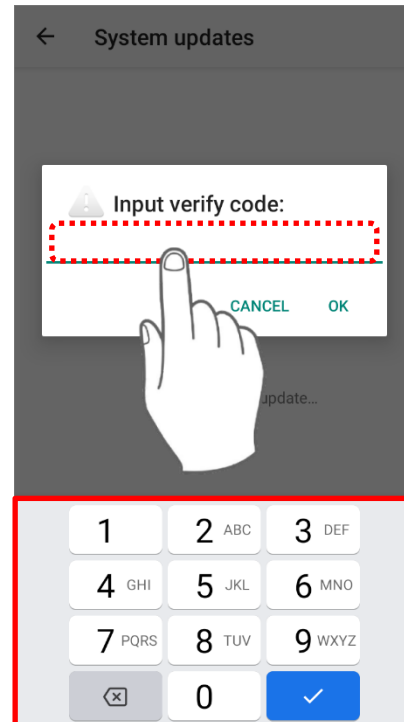 System updates
Input verify code:
CANCEL OK
update...
1 2 ABC 3 DEF
4 GHI 5 JKL 6 MNO
7 PQRS 8 TUV 9 WXYZ
0